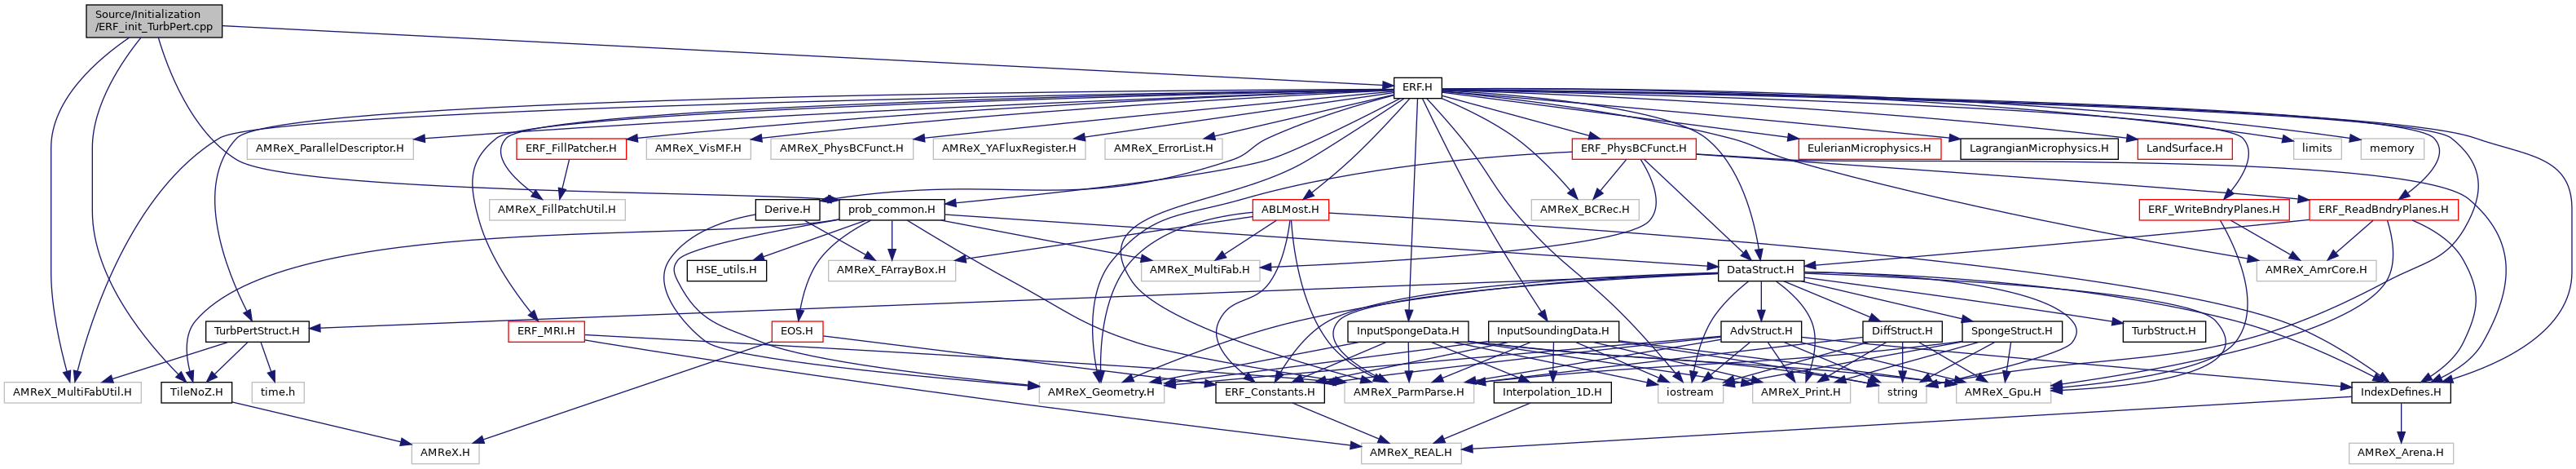 Source/Initialization
/ERF_init_TurbPert.cpp
ERF.H
AMReX_ParallelDescriptor.H
ERF_FillPatcher.H
AMReX_VisMF.H
AMReX_PhysBCFunct.H
AMReX_YAFluxRegister.H
AMReX_ErrorList.H
ERF_PhysBCFunct.H
EulerianMicrophysics.H
LagrangianMicrophysics.H
LandSurface.H
limits
memory
AMReX_FillPatchUtil.H
Derive.H
prob_common.H
ABLMost.H
AMReX_BCRec.H
ERF_WriteBndryPlanes.H
ERF_ReadBndryPlanes.H
HSE_utils.H
AMReX_FArrayBox.H
AMReX_MultiFab.H
DataStruct.H
AMReX_AmrCore.H
TurbPertStruct.H
ERF_MRI.H
EOS.H
InputSpongeData.H
InputSoundingData.H
AdvStruct.H
DiffStruct.H
SpongeStruct.H
TurbStruct.H
AMReX_MultiFabUtil.H
TileNoZ.H
time.h
AMReX_Geometry.H
ERF_Constants.H
AMReX_ParmParse.H
Interpolation_1D.H
iostream
AMReX_Print.H
string
AMReX_Gpu.H
IndexDefines.H
AMReX.H
AMReX_REAL.H
AMReX_Arena.H